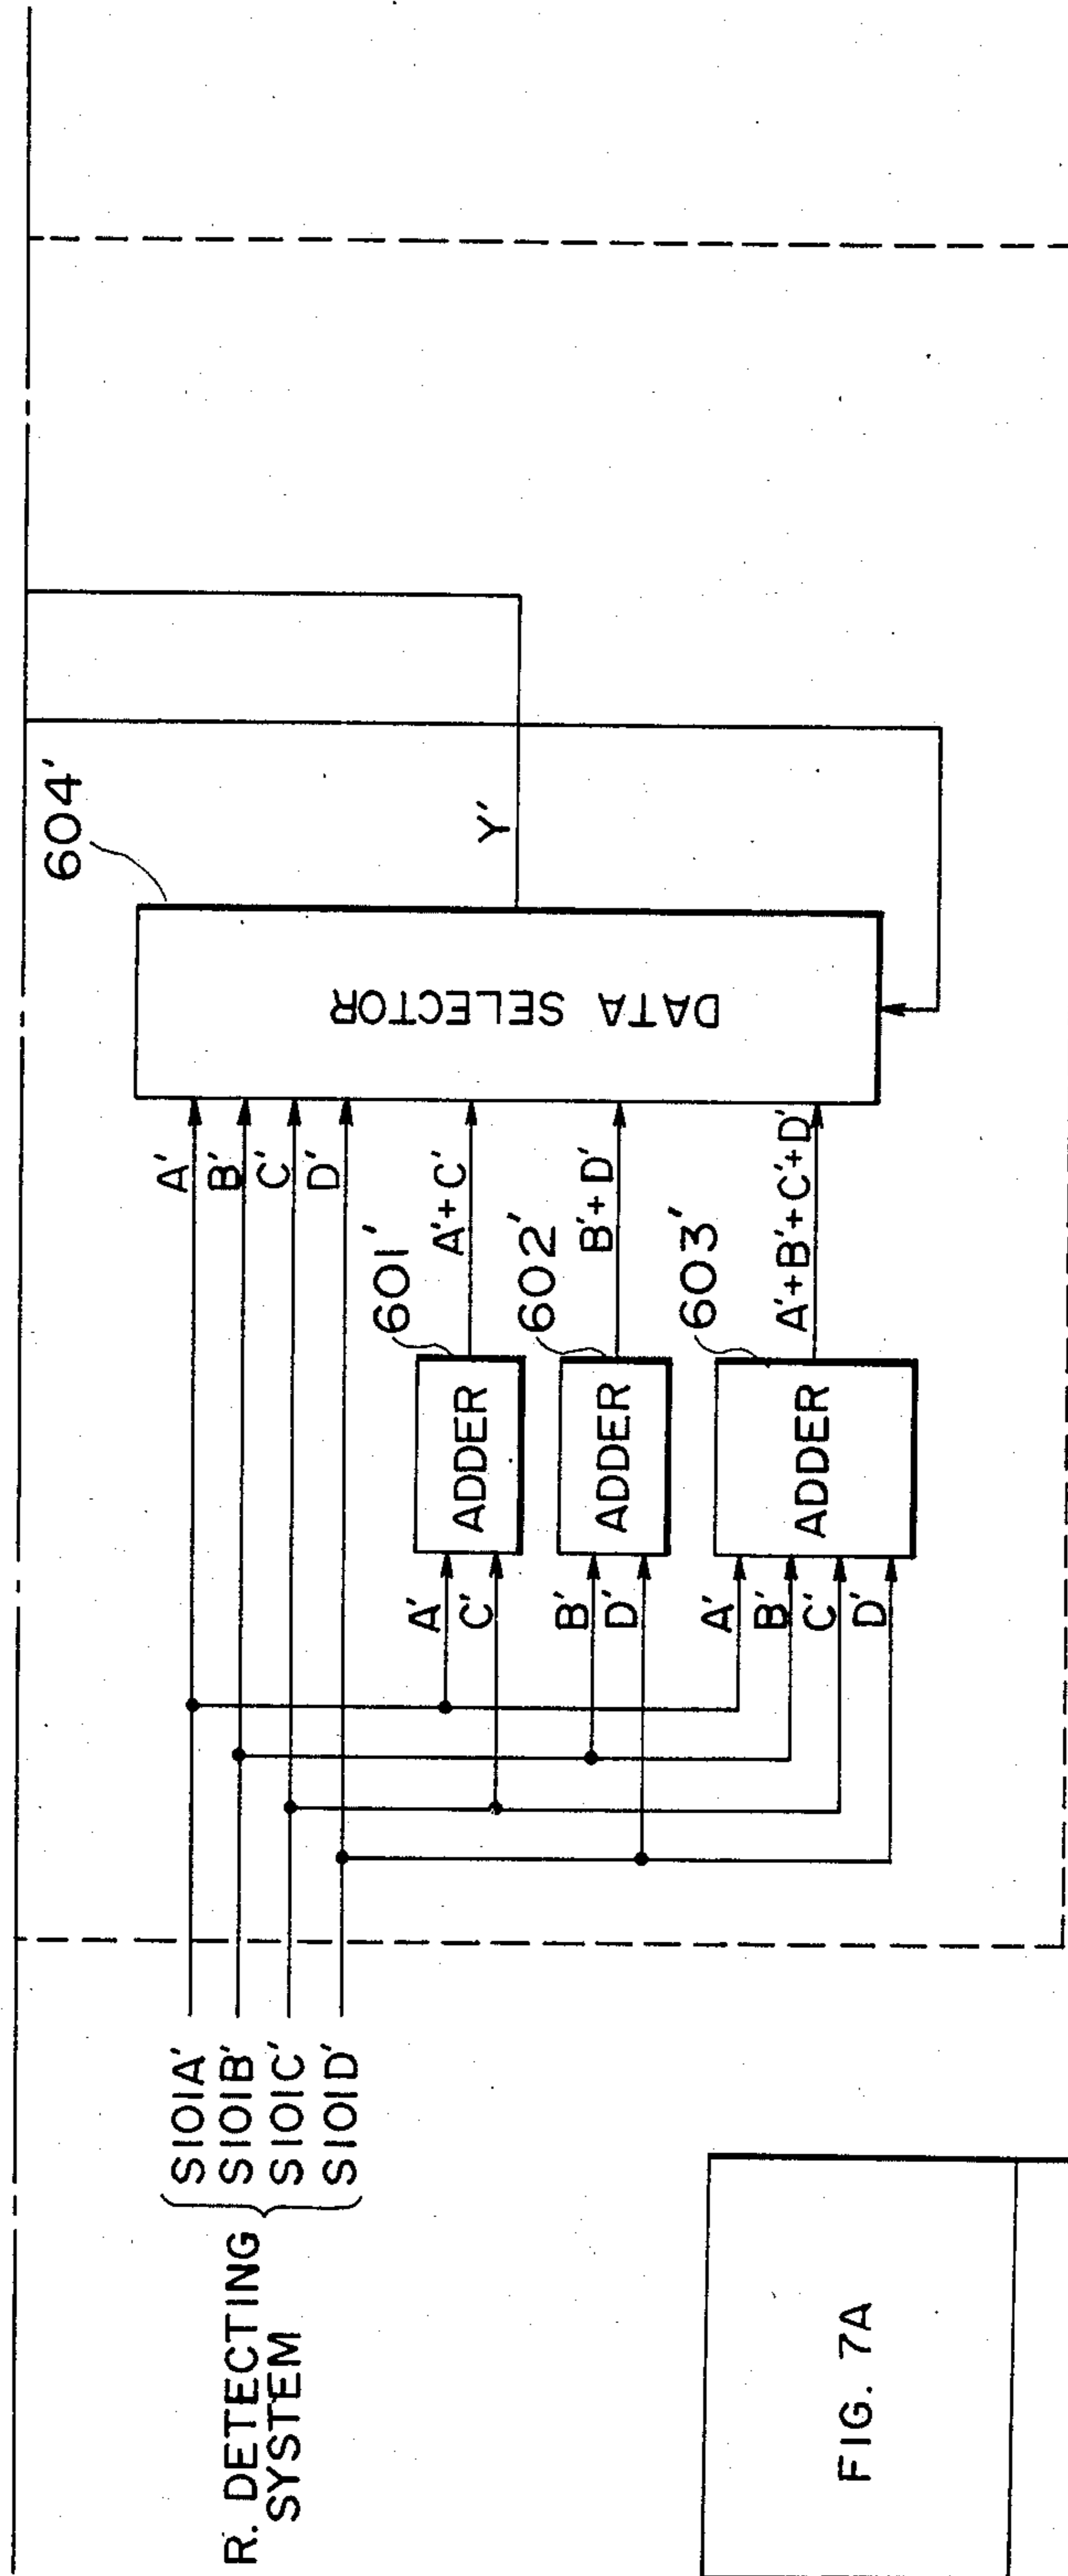 R. DETECTING
SYSTEM
S101A'
S101B'
S101C'
S101D'
A'
B'
C'
D'
604'
DATA SELECTOR
Y'
A'
C'
ADDER
601'
A'+C'
B'
D'
ADDER
602'
B'+D'
A'
B'
C'
D'
ADDER
603'
A'+B'+C'+D'
FIG. 7A